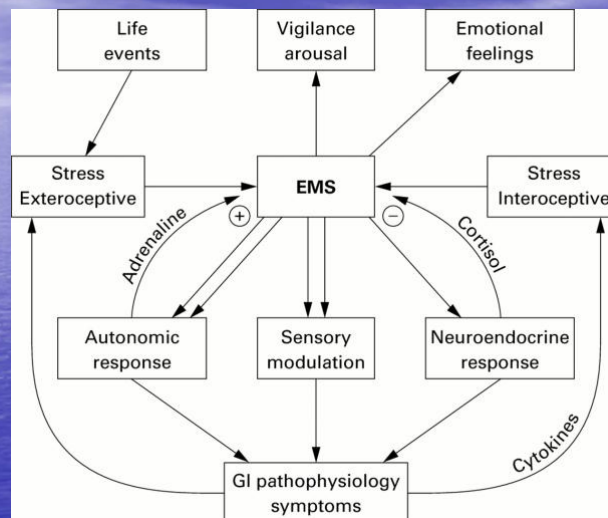 Life
events
Vigilance
arousal
Emotional
feelings
Stress
Exteroceptive
EMS
Stress
Interoceptive
+
−
Adrenaline
Cortisol
Autonomic
response
Sensory
modulation
Neuroendocrine
response
Cytokines
GI pathophysiology
symptoms